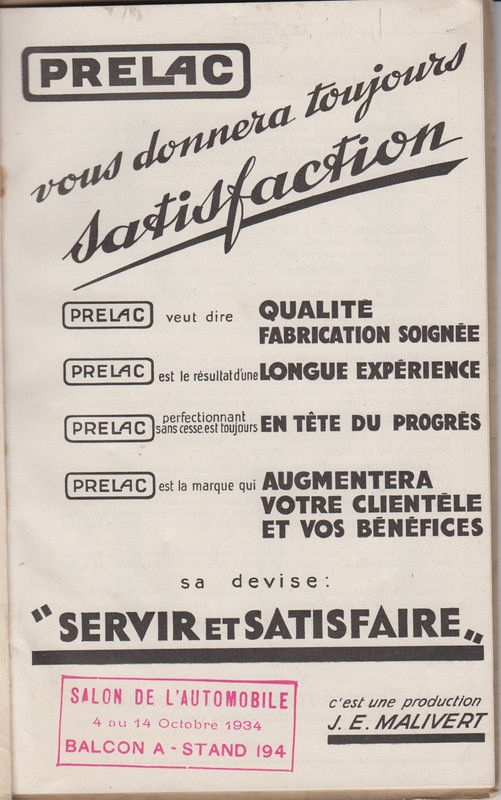 PRELAC
vous donnera toujours
satisfaction
PRELAC veut dire QUALITÉ
FABRICATION SOIGNÉE
PRELAC est le résultat d'une LONGUE EXPÉRIENCE
perfectionnant
PRELAC sans cesse.est toujours EN TÊTE DU PROGRÈS
PRELAC est la marque qui AUGMENTERA
VOTRE CLIENTÈLE
ET VOS BÉNÉFICES
sa devise:
"SERVIR ET SATISFAIRE„
SALON DE L'AUTOMOBILE
4 au 14 Octobre 1934
BALCON A - STAND 194
c'est une production
J. E. MALIVERT